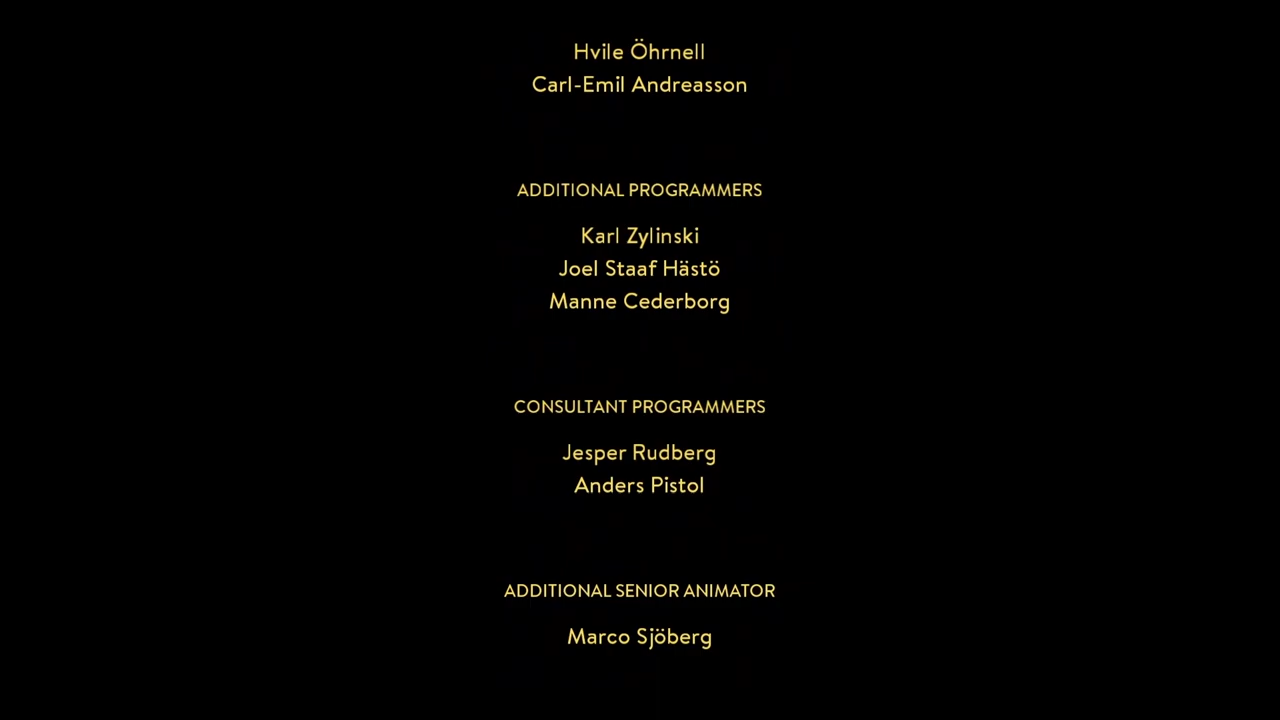 Hvile Öhrnell
Carl-Emil Andreasson
ADDITIONAL PROGRAMMERS
Karl Zylinski
Joel Staaf Hästö
Manne Cederborg
CONSULTANT PROGRAMMERS
Jesper Rudberg
Anders Pistol
ADDITIONAL SENIOR ANIMATOR
Marco Sjöberg